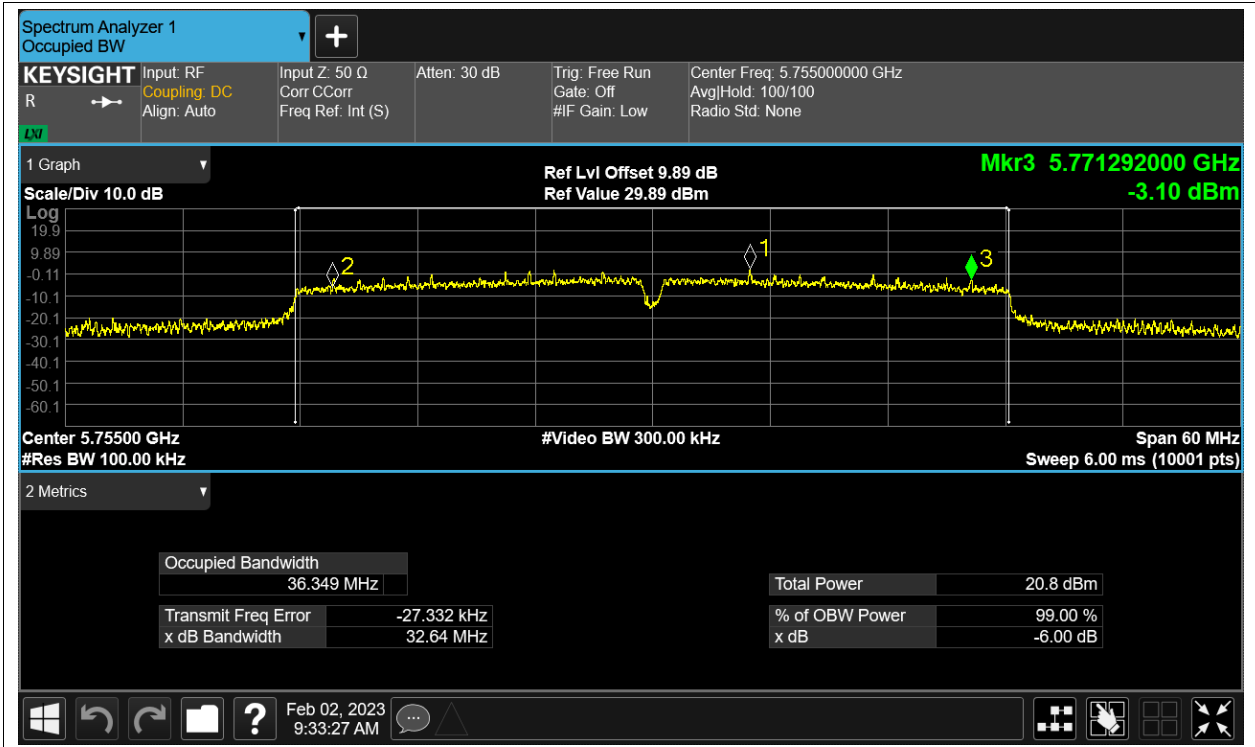 Spectrum Analyzer 1
Occupied BW
KEYSIGHT
R
LXI
Input: RF
Coupling: DC
Align: Auto
Input Z: 50 Ω
Corr CCorr
Freq Ref: Int (S)
Atten: 30 dB
Trig: Free Run
Gate: Off
#IF Gain: Low
Center Freq: 5.755000000 GHz
Avg|Hold: 100/100
Radio Std: None
1 Graph
Scale/Div 10.0 dB
Ref Lvl Offset 9.89 dB
Ref Value 29.89 dBm
Mkr3 5.771292000 GHz
-3.10 dBm
Log
19.9
9.89
-0.11
-10.1
-20.1
-30.1
-40.1
-50.1
-60.1
2
1
3
Center 5.75500 GHz
#Res BW 100.00 kHz
#Video BW 300.00 kHz
Span 60 MHz
Sweep 6.00 ms (10001 pts)
2 Metrics
Occupied Bandwidth
36.349 MHz
Transmit Freq Error -27.332 kHz
x dB Bandwidth 32.64 MHz
Total Power 20.8 dBm
% of OBW Power 99.00 %
x dB -6.00 dB
Feb 02, 2023
9:33:27 AM